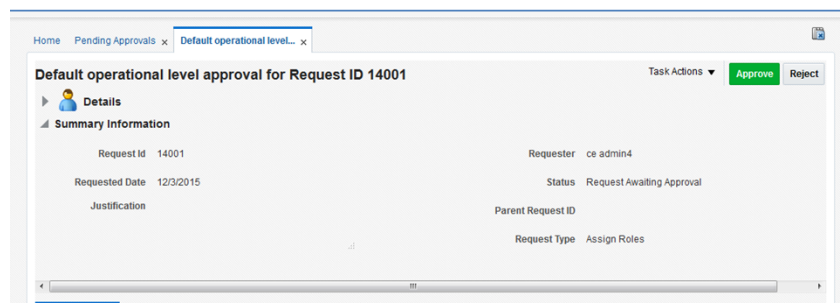 Home Pending Approvals x Default operational level... x
Default operational level approval for Request ID 14001 Task Actions Approve Reject
Details
Summary Information
Request Id 14001 Requester ce admin4
Requested Date 12/3/2015 Status Request Awaiting Approval
Justification Parent Request ID
Request Type Assign Roles